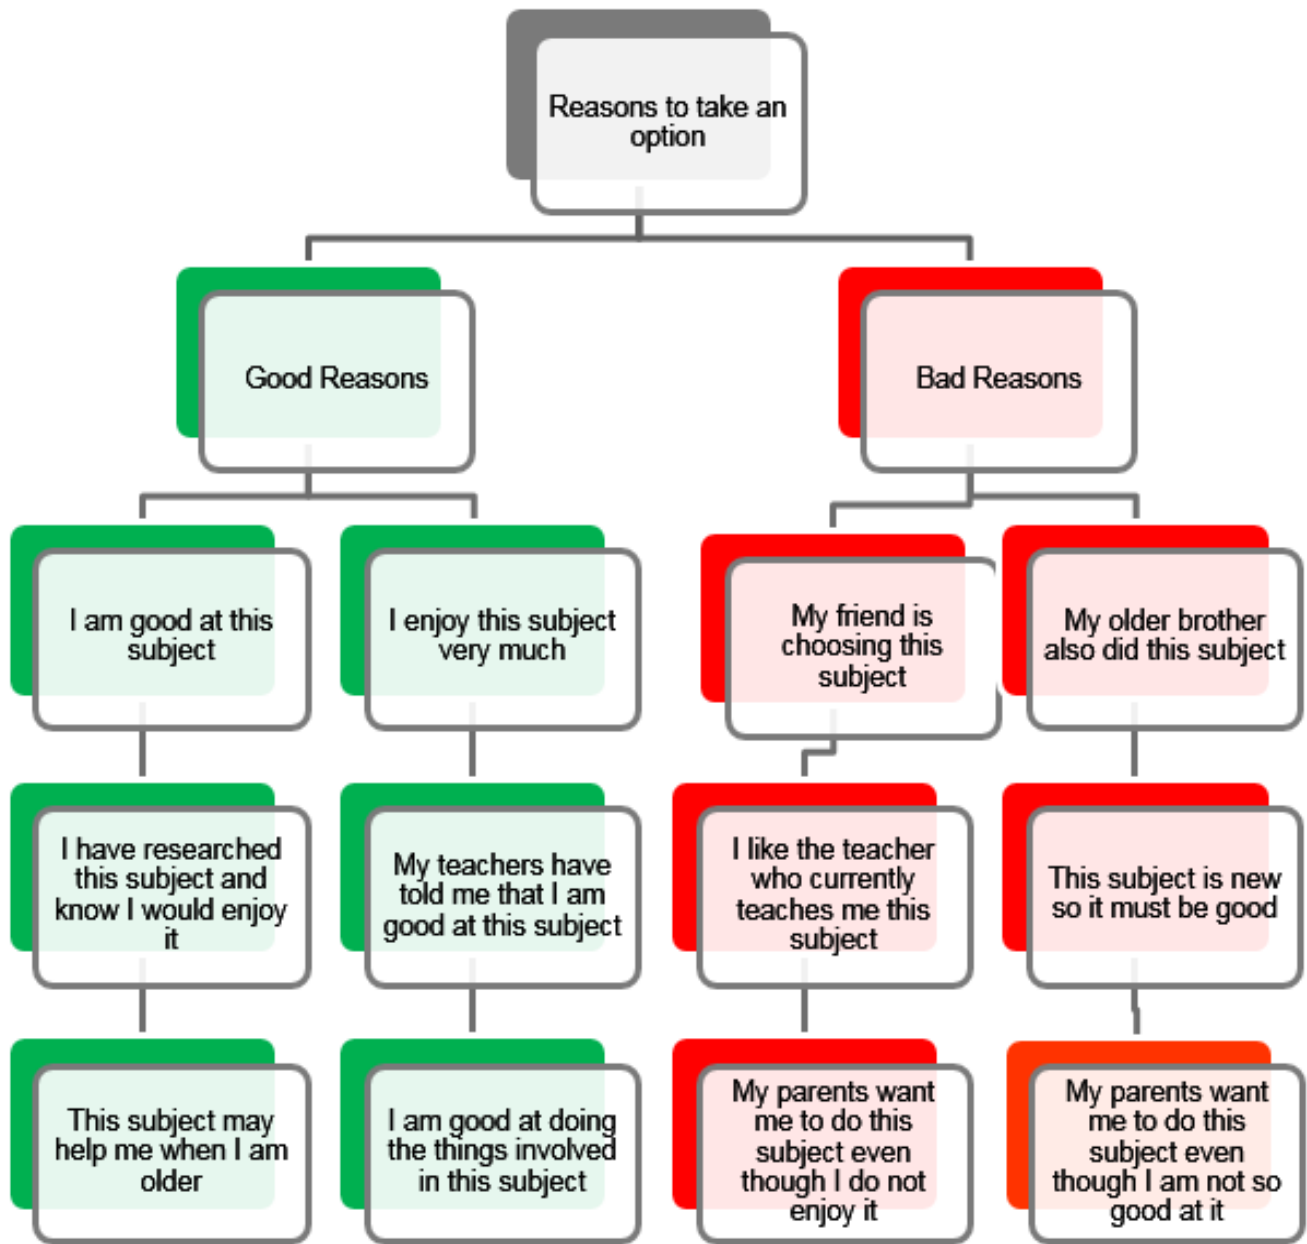 Reasons to take an
option
Good Reasons
Bad Reasons
I am good at this
subject
I enjoy this subject
very much
My friend is
choosing this
subject
My older brother
also did this subject
I have researched
this subject and
know I would enjoy
it
My teachers have
told me that I am
good at this subject
I like the teacher
who currently
teaches me this
subject
This subject is new
so it must be good
This subject may
help me when I am
older
I am good at doing
the things involved
in this subject
My parents want
me to do this
subject even
though I do not
enjoy it
My parents want
me to do this
subject even
though I am not so
good at it